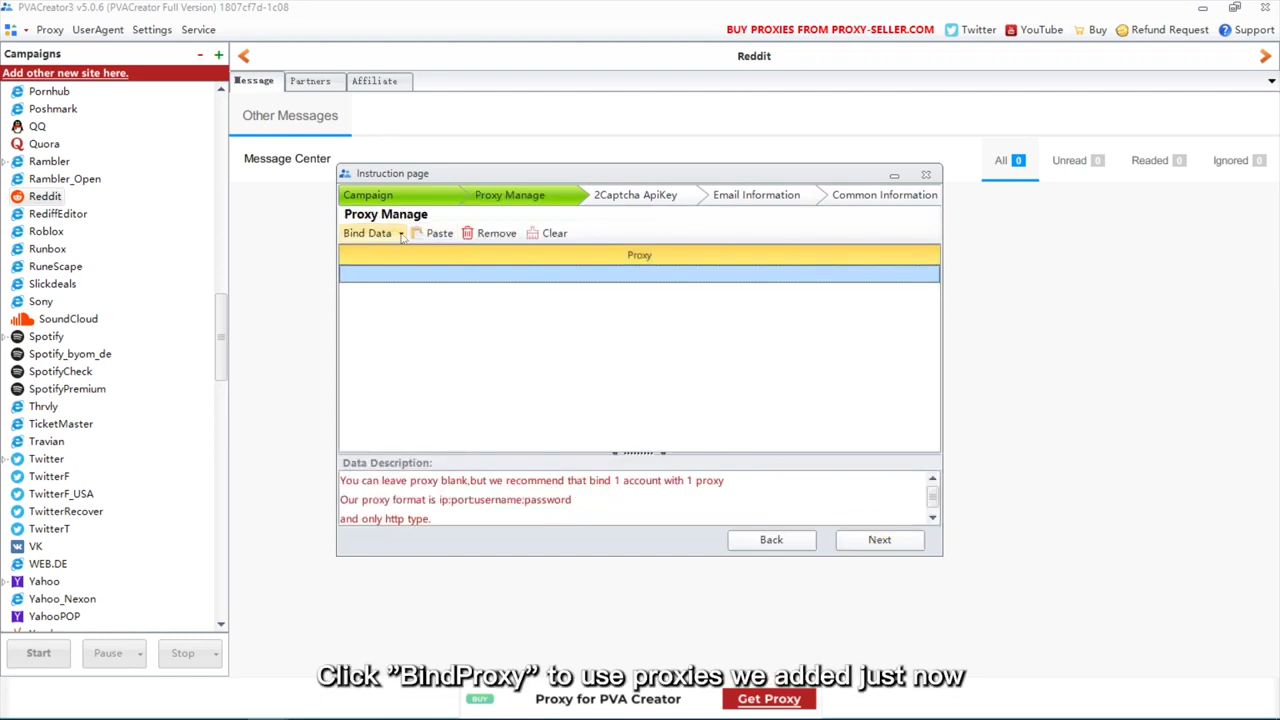 PVACreator3 v5.0.6 (PVACreator Full Version) 1807cf7d-1c08
Proxy UserAgent Settings Service
BUY PROXIES FROM PROXY-SELLER.COM Twitter YouTube Buy Refund Request Support
Campaigns - +
Reddit
Add other new site here.
Message Partners Affiliate
Pornhub
Poshmark
QQ
Quora
Rambler
Rambler_Open
Reddit
RediffEditor
Roblox
Runbox
RuneScape
Slickdeals
Sony
SoundCloud
Spotify
Spotify_byom_de
SpotifyCheck
SpotifyPremium
Thrvly
TicketMaster
Travian
Twitter
TwitterF
TwitterF_USA
TwitterRecover
TwitterT
VK
WEB.DE
Yahoo
Yahoo_Nexon
YahooPOP
Start Pause Stop
Other Messages
Message Center
All 0 Unread 0 Readed 0 Ignored 0
Instruction page
Campaign Proxy Manage 2Captcha ApiKey Email Information Common Information
Proxy Manage
Bind Data Paste Remove Clear
Proxy
Data Description:
You can leave proxy blank,but we recommend that bind 1 account with 1 proxy
Our proxy format is ip:port:username:password
and only http type.
Back Next
Click "BindProxy" to use proxies we added just now
BUY Proxy for PVA Creator Get Proxy